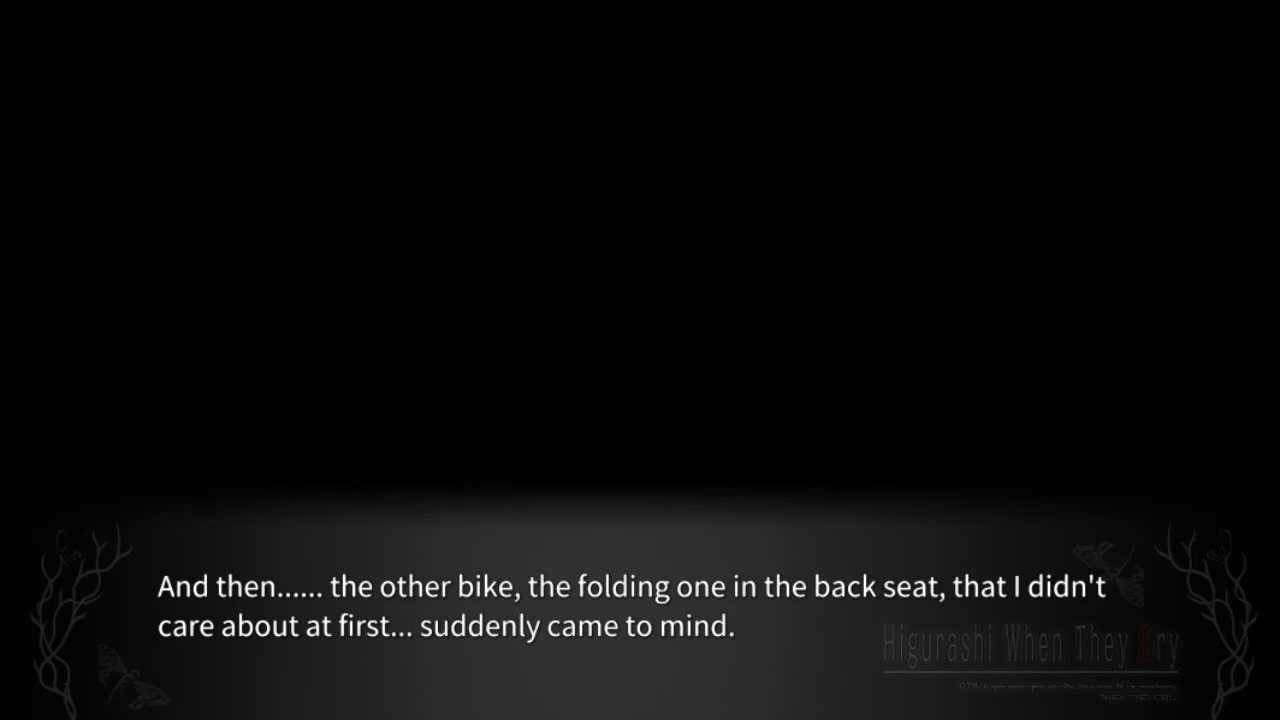 And then...... the other bike, the folding one in the back seat, that I didn't
care about at first... suddenly came to mind.
Higurashi When They Cry